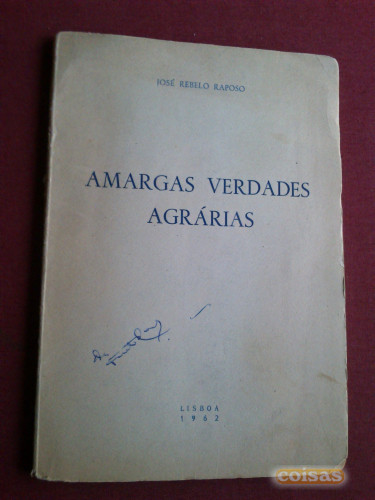 JOSÉ REBELO RAPOSO
AMARGAS VERDADES
AGRÁRIAS
LISBOA
1962
coisas